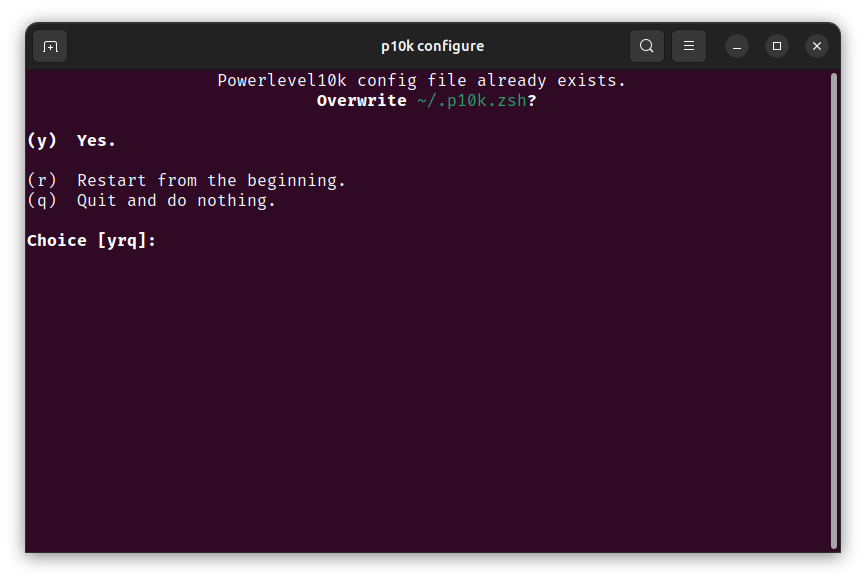 p10k configure
Powerlevel10k config file already exists.
Overwrite ~/.p10k.zsh?
(y)  Yes.
(r)  Restart from the beginning.
(q)  Quit and do nothing.
Choice [yrq]: